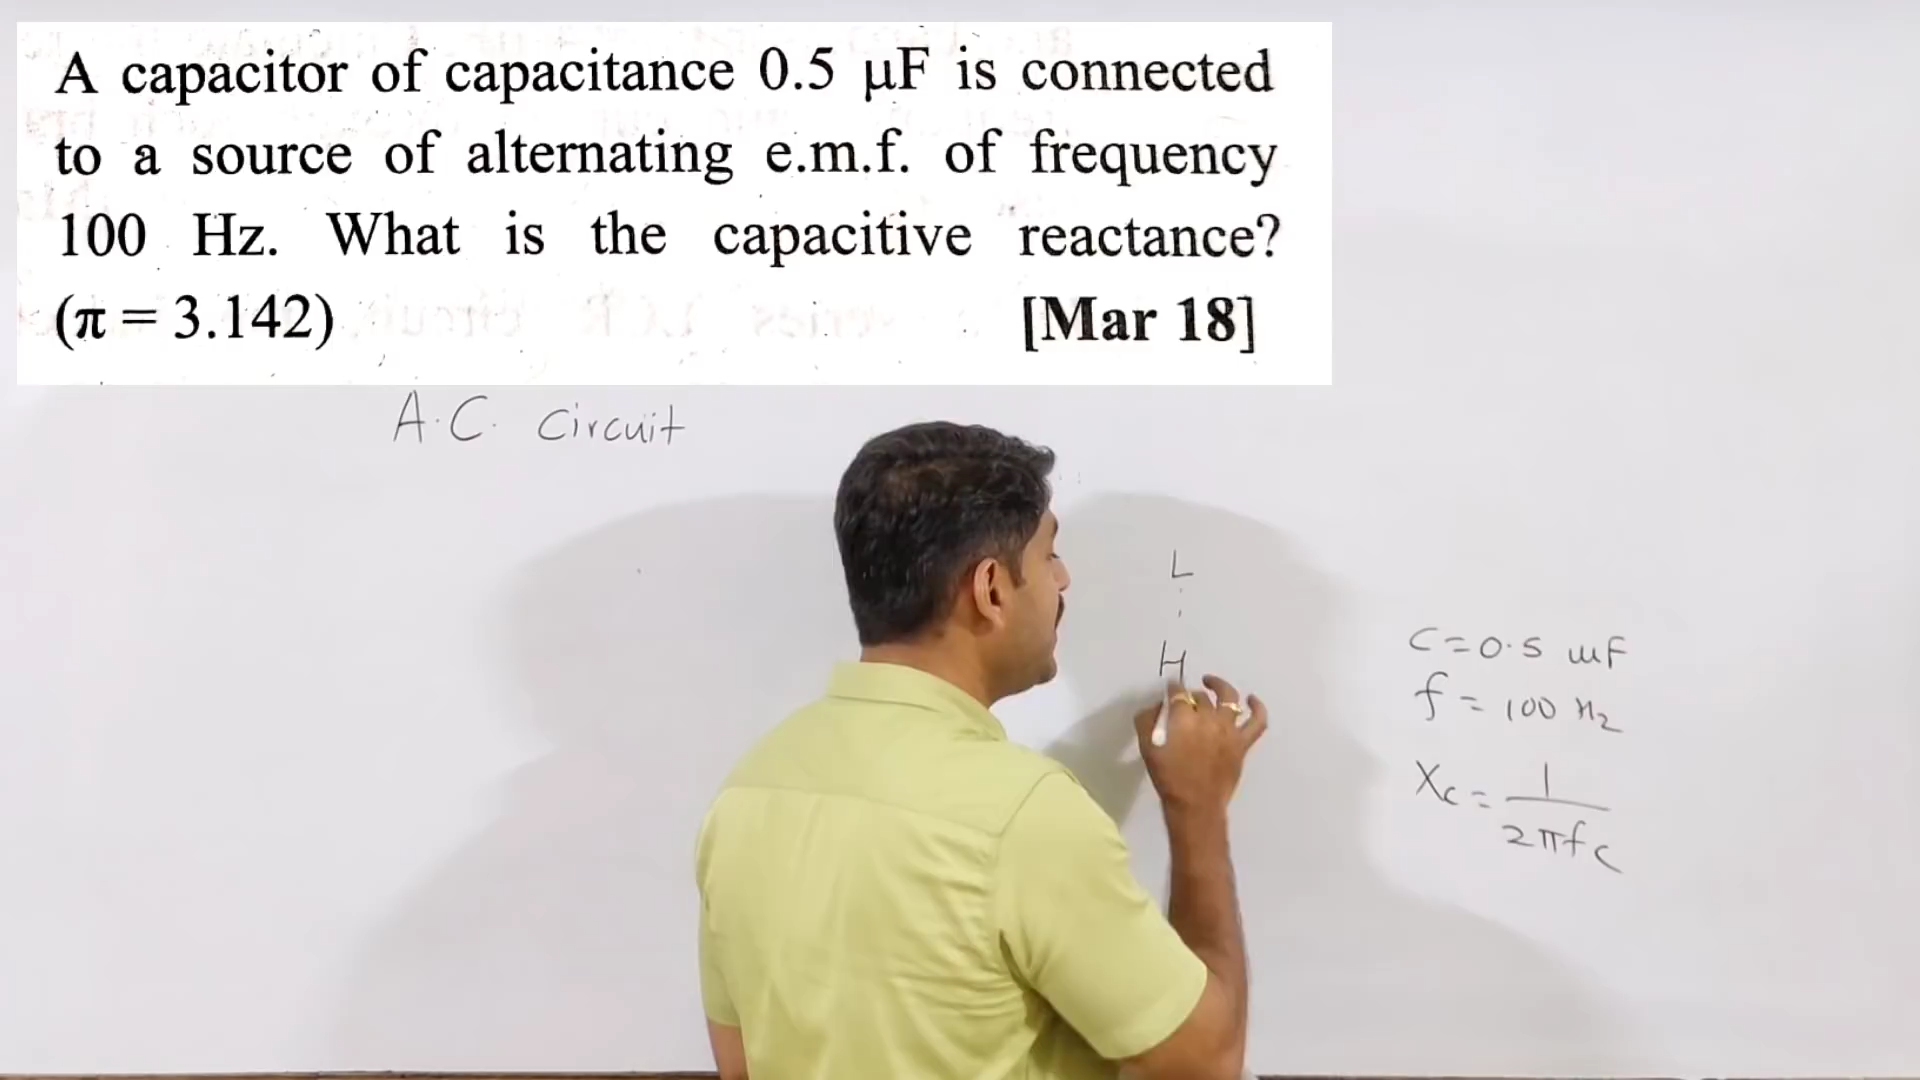 A capacitor of capacitance 0.5 μF is connected
to a source of alternating e.m.f. of frequency
100 Hz. What is the capacitive reactance?
(π = 3.142) [Mar 18]
A.C. Circuit
L
H
C = 0.5 μF
f = 100 Hz
Xc = 1
2πfc